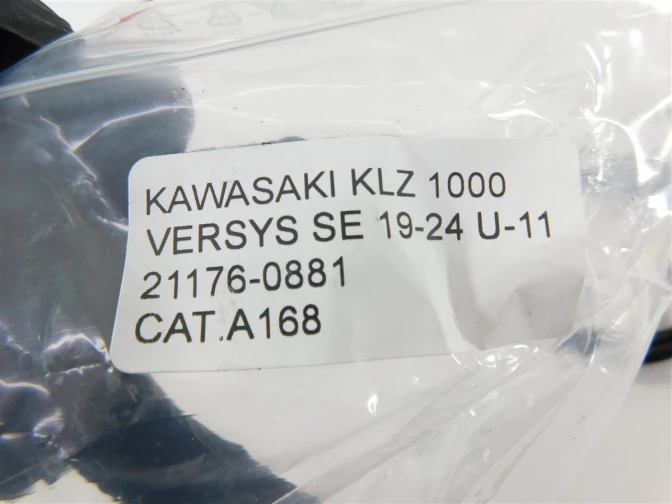 KAWASAKI KLZ 1000
VERSYS SE 19-24 U-11
21176-0881
CAT.A168